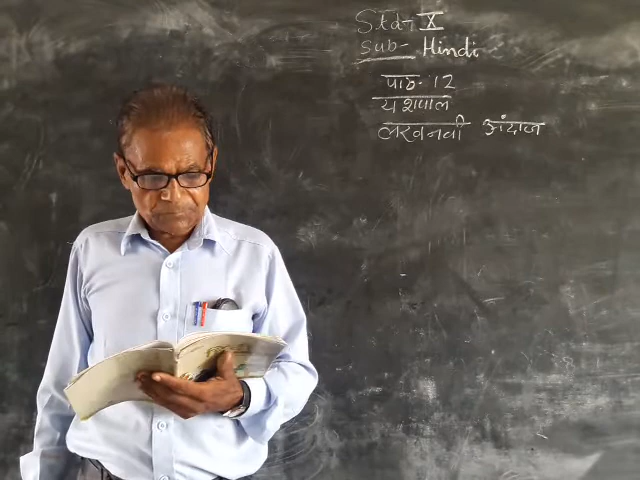 Std- X
Sub- Hindi
पाठ- 12
यशपाल
लखनवी अंदाज